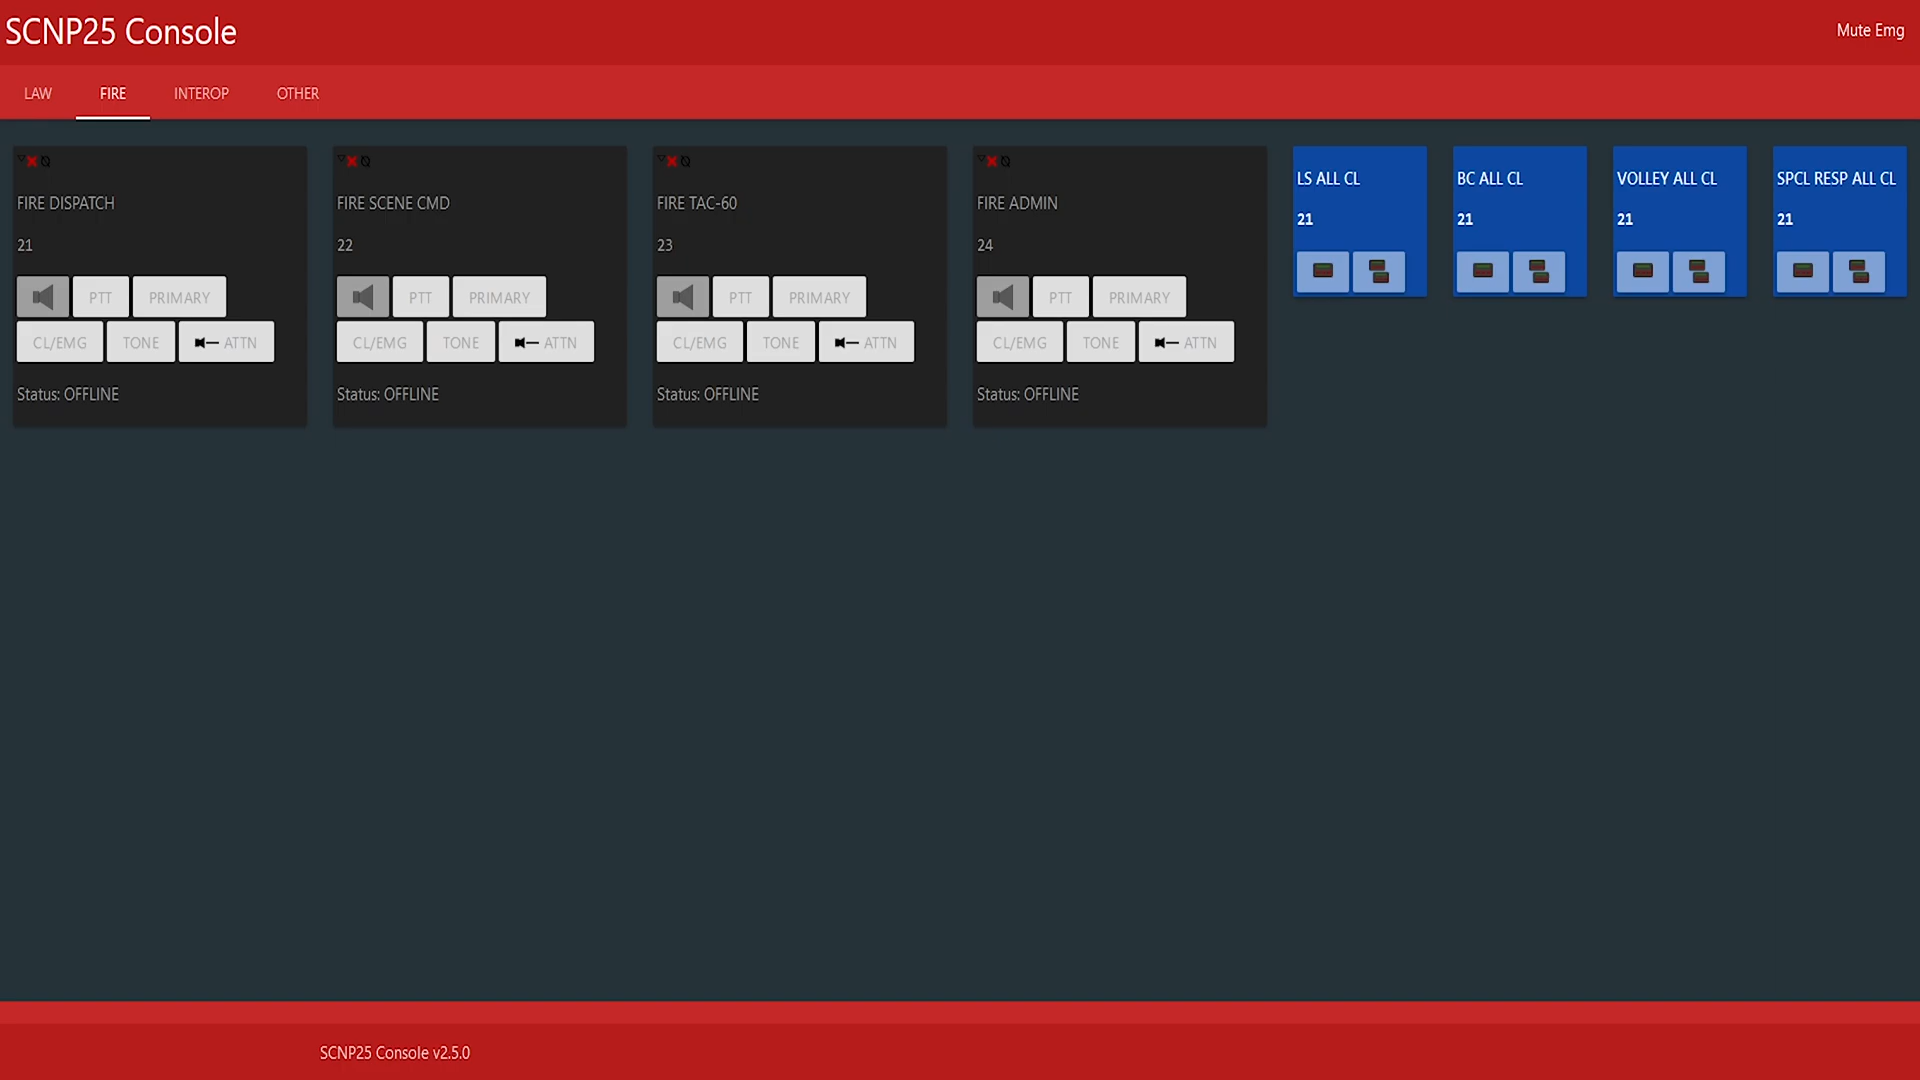 SCNP25 Console
Mute Emg
LAW FIRE INTEROP OTHER
FIRE DISPATCH
21
PTT PRIMARY
CL/EMG TONE ATTN
Status: OFFLINE
FIRE SCENE CMD
22
PTT PRIMARY
CL/EMG TONE ATTN
Status: OFFLINE
FIRE TAC-60
23
PTT PRIMARY
CL/EMG TONE ATTN
Status: OFFLINE
FIRE ADMIN
24
PTT PRIMARY
CL/EMG TONE ATTN
Status: OFFLINE
LS ALL CL
21
BC ALL CL
21
VOLLEY ALL CL
21
SPCL RESP ALL CL
21
SCNP25 Console v2.5.0